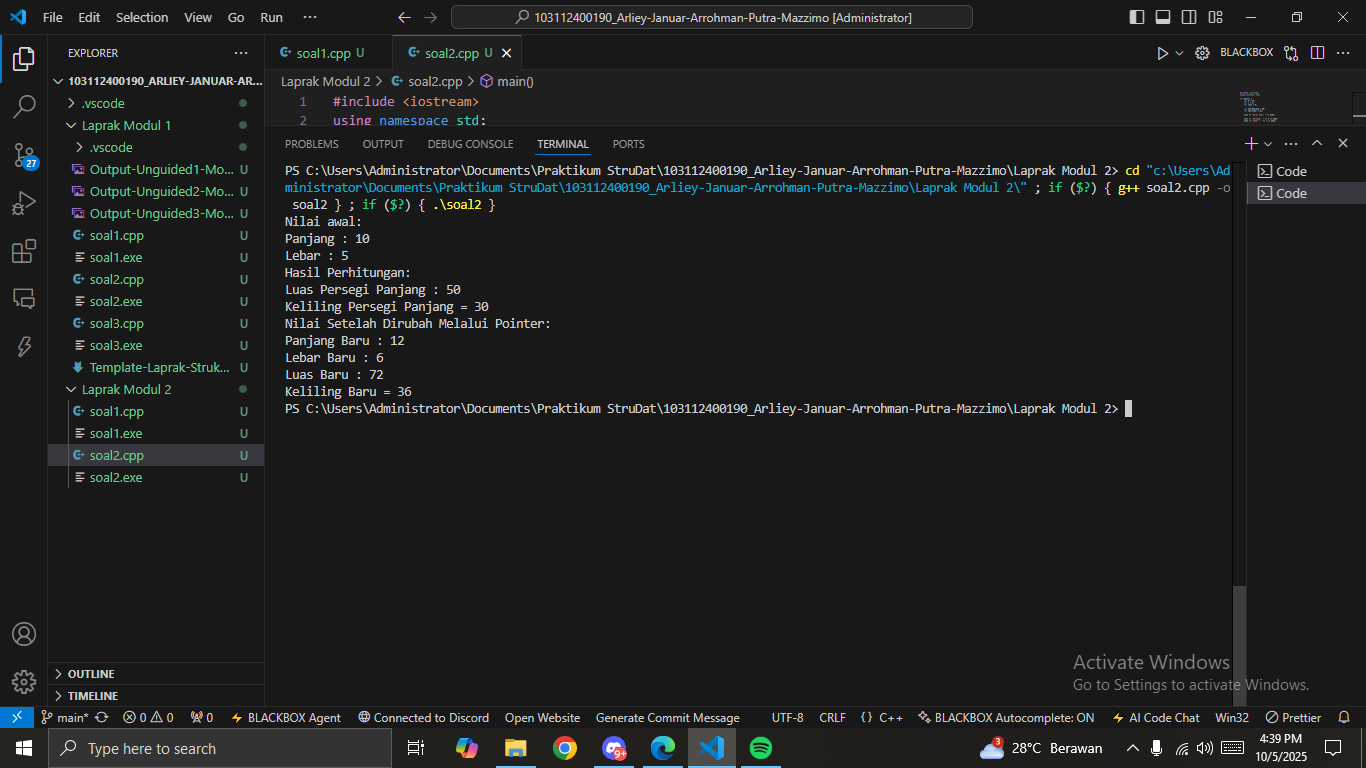 File Edit Selection View Go Run ···
103112400190_Arliey-Januar-Arrohman-Putra-Mazzimo [Administrator]
EXPLORER ···
103112400190_ARLIEY-JANUAR-AR...
.vscode
Laprak Modul 1
.vscode
Output-Unguided1-Mo... U
Output-Unguided2-Mo... U
Output-Unguided3-Mo... U
soal1.cpp U
soal1.exe U
soal2.cpp U
soal2.exe U
soal3.cpp U
soal3.exe U
Template-Laprak-Struk... U
Laprak Modul 2
soal1.cpp U
soal1.exe U
soal2.cpp U
soal2.exe U
OUTLINE
TIMELINE
27
soal1.cpp U
soal2.cpp U
BLACKBOX
Laprak Modul 2 > soal2.cpp > main()
1 #include <iostream>
2 using namespace std;
PROBLEMS OUTPUT DEBUG CONSOLE TERMINAL PORTS
PS C:\Users\Administrator\Documents\Praktikum StruDat\103112400190_Arliey-Januar-Arrohman-Putra-Mazzimo\Laprak Modul 2> cd "c:\Users\Ad
ministrator\Documents\Praktikum StruDat\103112400190_Arliey-Januar-Arrohman-Putra-Mazzimo\Laprak Modul 2\" ; if ($?) { g++ soal2.cpp -o
soal2 } ; if ($?) { .\soal2 }
Nilai awal:
Panjang : 10
Lebar : 5
Hasil Perhitungan:
Luas Persegi Panjang : 50
Keliling Persegi Panjang = 30
Nilai Setelah Dirubah Melalui Pointer:
Panjang Baru : 12
Lebar Baru : 6
Luas Baru : 72
Keliling Baru = 36
PS C:\Users\Administrator\Documents\Praktikum StruDat\103112400190_Arliey-Januar-Arrohman-Putra-Mazzimo\Laprak Modul 2>
Code
Code
Activate Windows
Go to Settings to activate Windows.
main* 0 0 0 BLACKBOX Agent Connected to Discord Open Website Generate Commit Message UTF-8 CRLF {} C++ BLACKBOX Autocomplete: ON AI Code Chat Win32 Prettier
Type here to search
9+
3
28°C Berawan
4:39 PM
10/5/2025